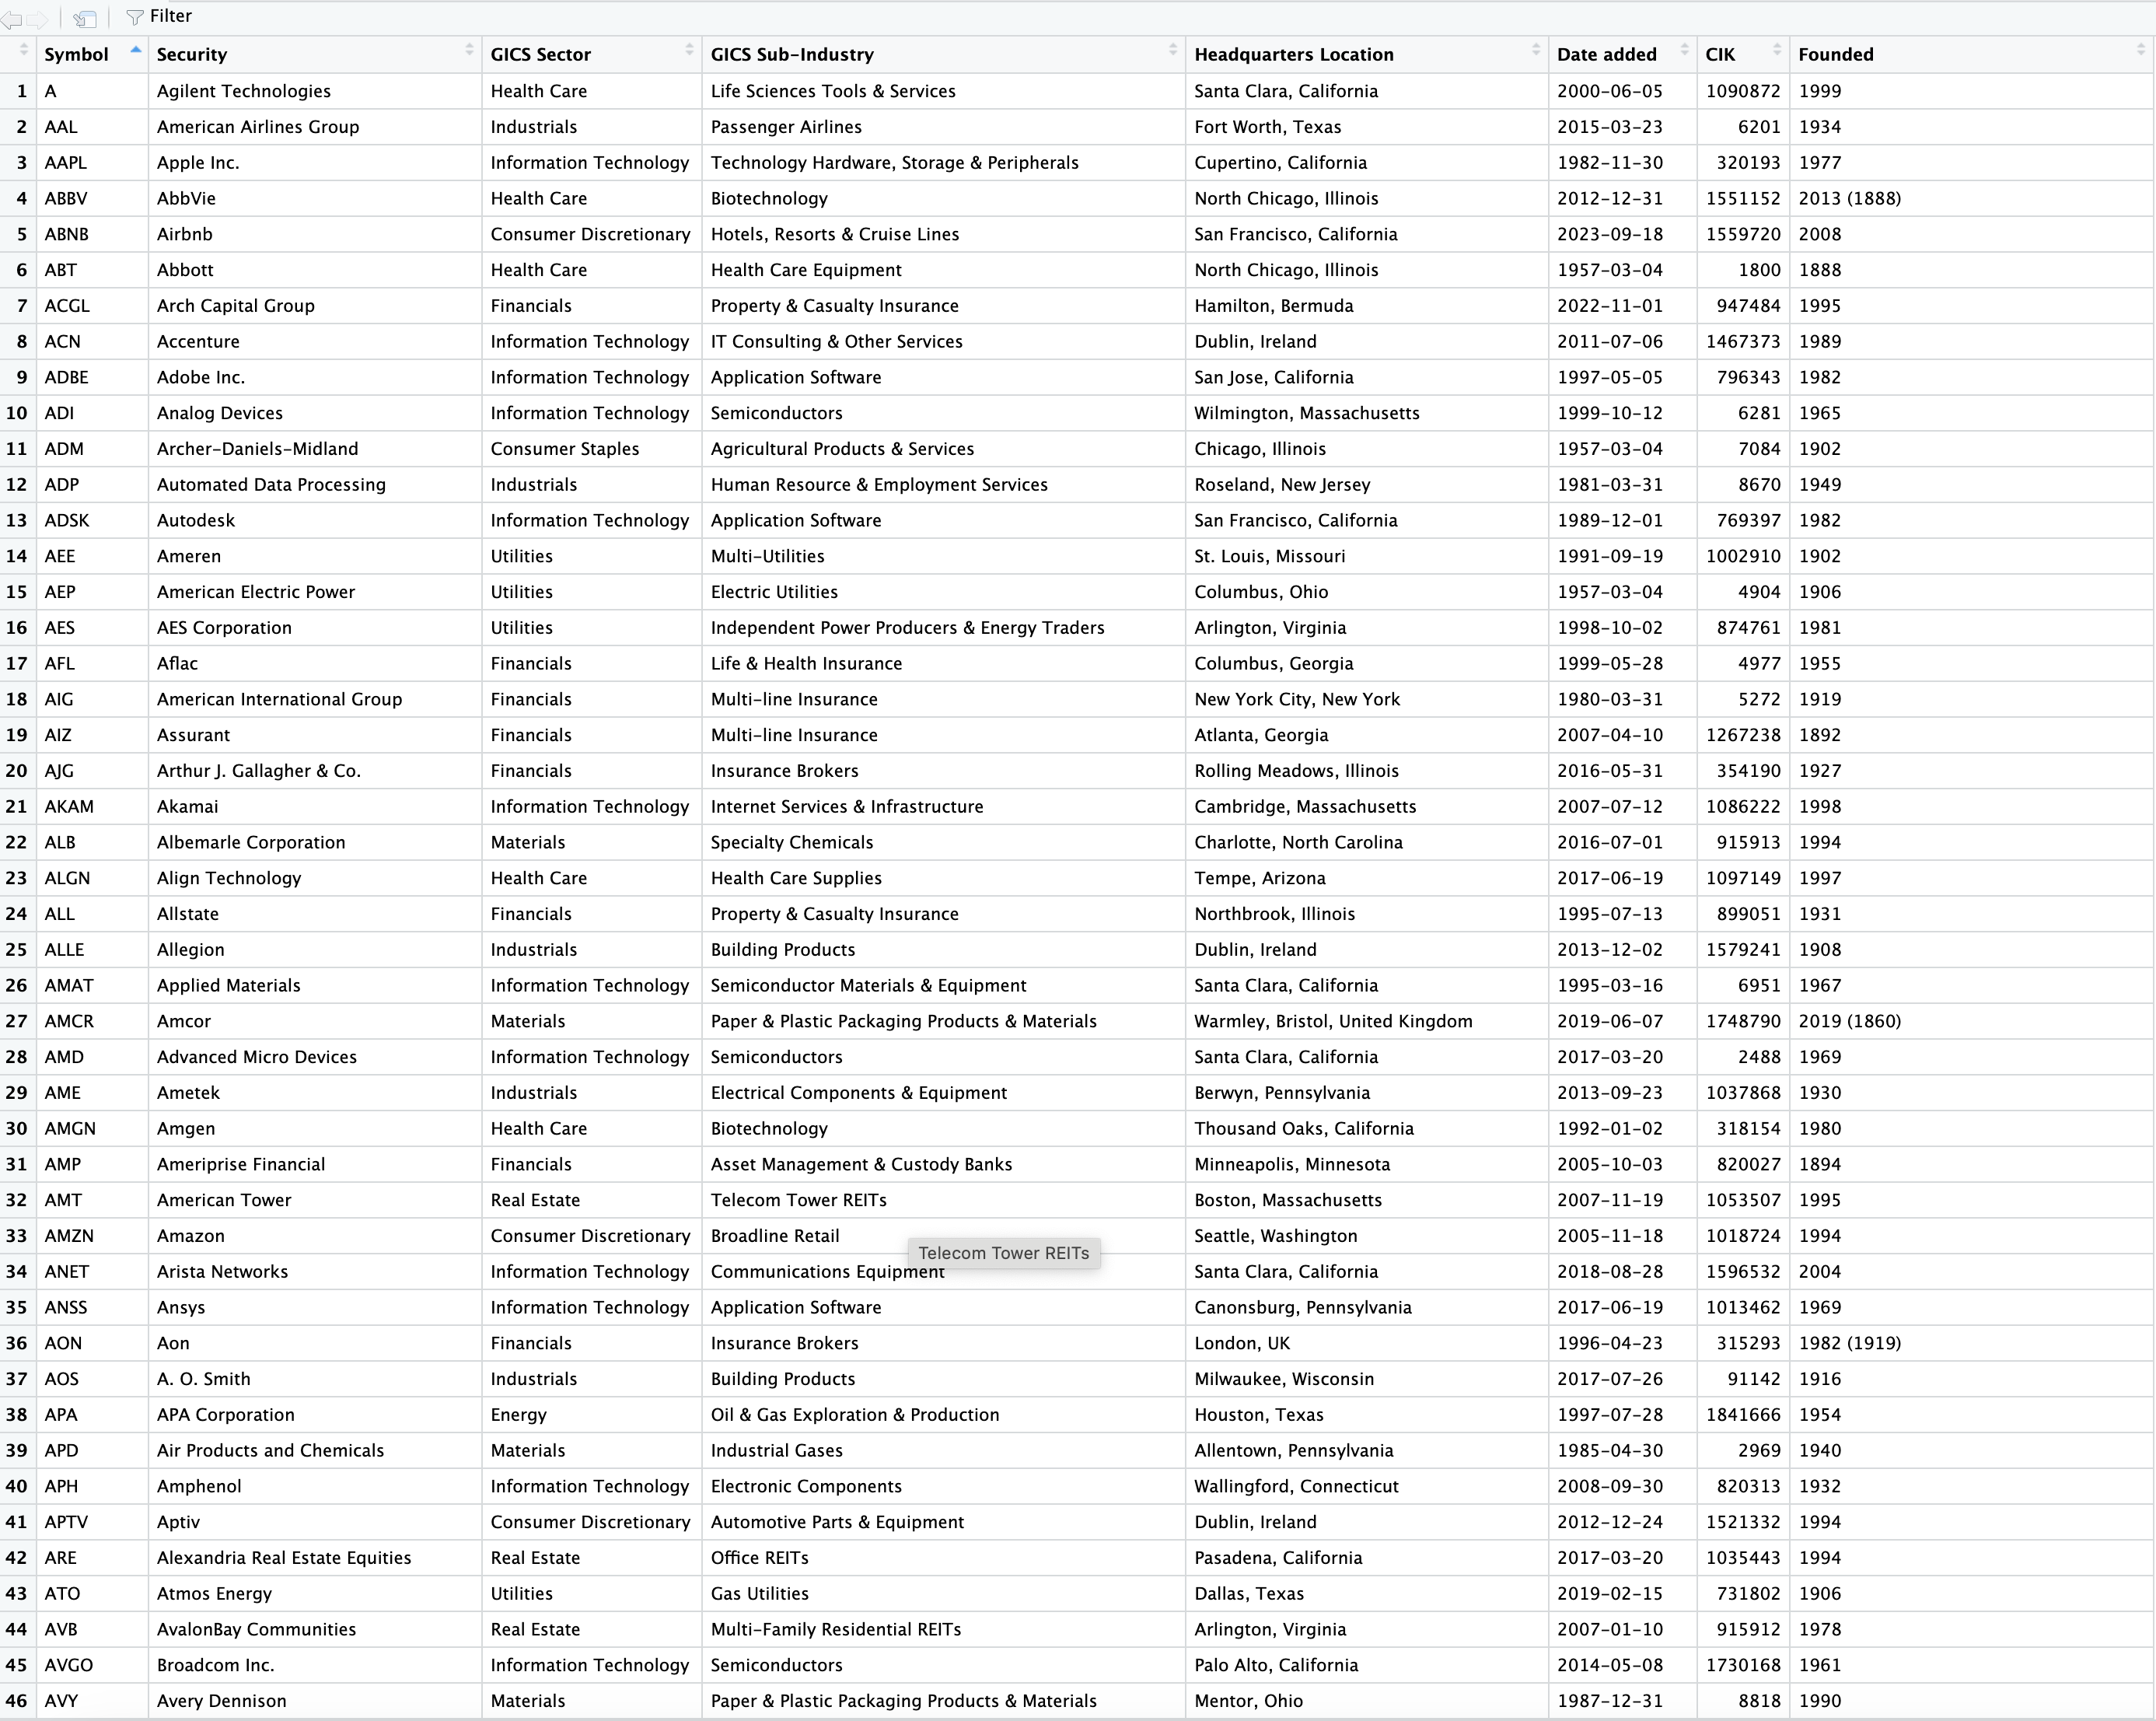 Filter
Symbol Security GICS Sector GICS Sub-Industry Headquarters Location Date added CIK Founded
1 A Agilent Technologies Health Care Life Sciences Tools & Services Santa Clara, California 2000-06-05 1090872 1999
2 AAL American Airlines Group Industrials Passenger Airlines Fort Worth, Texas 2015-03-23 6201 1934
3 AAPL Apple Inc. Information Technology Technology Hardware, Storage & Peripherals Cupertino, California 1982-11-30 320193 1977
4 ABBV AbbVie Health Care Biotechnology North Chicago, Illinois 2012-12-31 1551152 2013 (1888)
5 ABNB Airbnb Consumer Discretionary Hotels, Resorts & Cruise Lines San Francisco, California 2023-09-18 1559720 2008
6 ABT Abbott Health Care Health Care Equipment North Chicago, Illinois 1957-03-04 1800 1888
7 ACGL Arch Capital Group Financials Property & Casualty Insurance Hamilton, Bermuda 2022-11-01 947484 1995
8 ACN Accenture Information Technology IT Consulting & Other Services Dublin, Ireland 2011-07-06 1467373 1989
9 ADBE Adobe Inc. Information Technology Application Software San Jose, California 1997-05-05 796343 1982
10 ADI Analog Devices Information Technology Semiconductors Wilmington, Massachusetts 1999-10-12 6281 1965
11 ADM Archer-Daniels-Midland Consumer Staples Agricultural Products & Services Chicago, Illinois 1957-03-04 7084 1902
12 ADP Automated Data Processing Industrials Human Resource & Employment Services Roseland, New Jersey 1981-03-31 8670 1949
13 ADSK Autodesk Information Technology Application Software San Francisco, California 1989-12-01 769397 1982
14 AEE Ameren Utilities Multi-Utilities St. Louis, Missouri 1991-09-19 1002910 1902
15 AEP American Electric Power Utilities Electric Utilities Columbus, Ohio 1957-03-04 4904 1906
16 AES AES Corporation Utilities Independent Power Producers & Energy Traders Arlington, Virginia 1998-10-02 874761 1981
17 AFL Aflac Financials Life & Health Insurance Columbus, Georgia 1999-05-28 4977 1955
18 AIG American International Group Financials Multi-line Insurance New York City, New York 1980-03-31 5272 1919
19 AIZ Assurant Financials Multi-line Insurance Atlanta, Georgia 2007-04-10 1267238 1892
20 AJG Arthur J. Gallagher & Co. Financials Insurance Brokers Rolling Meadows, Illinois 2016-05-31 354190 1927
21 AKAM Akamai Information Technology Internet Services & Infrastructure Cambridge, Massachusetts 2007-07-12 1086222 1998
22 ALB Albemarle Corporation Materials Specialty Chemicals Charlotte, North Carolina 2016-07-01 915913 1994
23 ALGN Align Technology Health Care Health Care Supplies Tempe, Arizona 2017-06-19 1097149 1997
24 ALL Allstate Financials Property & Casualty Insurance Northbrook, Illinois 1995-07-13 899051 1931
25 ALLE Allegion Industrials Building Products Dublin, Ireland 2013-12-02 1579241 1908
26 AMAT Applied Materials Information Technology Semiconductor Materials & Equipment Santa Clara, California 1995-03-16 6951 1967
27 AMCR Amcor Materials Paper & Plastic Packaging Products & Materials Warmley, Bristol, United Kingdom 2019-06-07 1748790 2019 (1860)
28 AMD Advanced Micro Devices Information Technology Semiconductors Santa Clara, California 2017-03-20 2488 1969
29 AME Ametek Industrials Electrical Components & Equipment Berwyn, Pennsylvania 2013-09-23 1037868 1930
30 AMGN Amgen Health Care Biotechnology Thousand Oaks, California 1992-01-02 318154 1980
31 AMP Ameriprise Financial Financials Asset Management & Custody Banks Minneapolis, Minnesota 2005-10-03 820027 1894
32 AMT American Tower Real Estate Telecom Tower REITs Boston, Massachusetts 2007-11-19 1053507 1995
33 AMZN Amazon Consumer Discretionary Broadline Retail Seattle, Washington 2005-11-18 1018724 1994
Telecom Tower REITs
34 ANET Arista Networks Information Technology Communications Equipment Santa Clara, California 2018-08-28 1596532 2004
35 ANSS Ansys Information Technology Application Software Canonsburg, Pennsylvania 2017-06-19 1013462 1969
36 AON Aon Financials Insurance Brokers London, UK 1996-04-23 315293 1982 (1919)
37 AOS A. O. Smith Industrials Building Products Milwaukee, Wisconsin 2017-07-26 91142 1916
38 APA APA Corporation Energy Oil & Gas Exploration & Production Houston, Texas 1997-07-28 1841666 1954
39 APD Air Products and Chemicals Materials Industrial Gases Allentown, Pennsylvania 1985-04-30 2969 1940
40 APH Amphenol Information Technology Electronic Components Wallingford, Connecticut 2008-09-30 820313 1932
41 APTV Aptiv Consumer Discretionary Automotive Parts & Equipment Dublin, Ireland 2012-12-24 1521332 1994
42 ARE Alexandria Real Estate Equities Real Estate Office REITs Pasadena, California 2017-03-20 1035443 1994
43 ATO Atmos Energy Utilities Gas Utilities Dallas, Texas 2019-02-15 731802 1906
44 AVB AvalonBay Communities Real Estate Multi-Family Residential REITs Arlington, Virginia 2007-01-10 915912 1978
45 AVGO Broadcom Inc. Information Technology Semiconductors Palo Alto, California 2014-05-08 1730168 1961
46 AVY Avery Dennison Materials Paper & Plastic Packaging Products & Materials Mentor, Ohio 1987-12-31 8818 1990